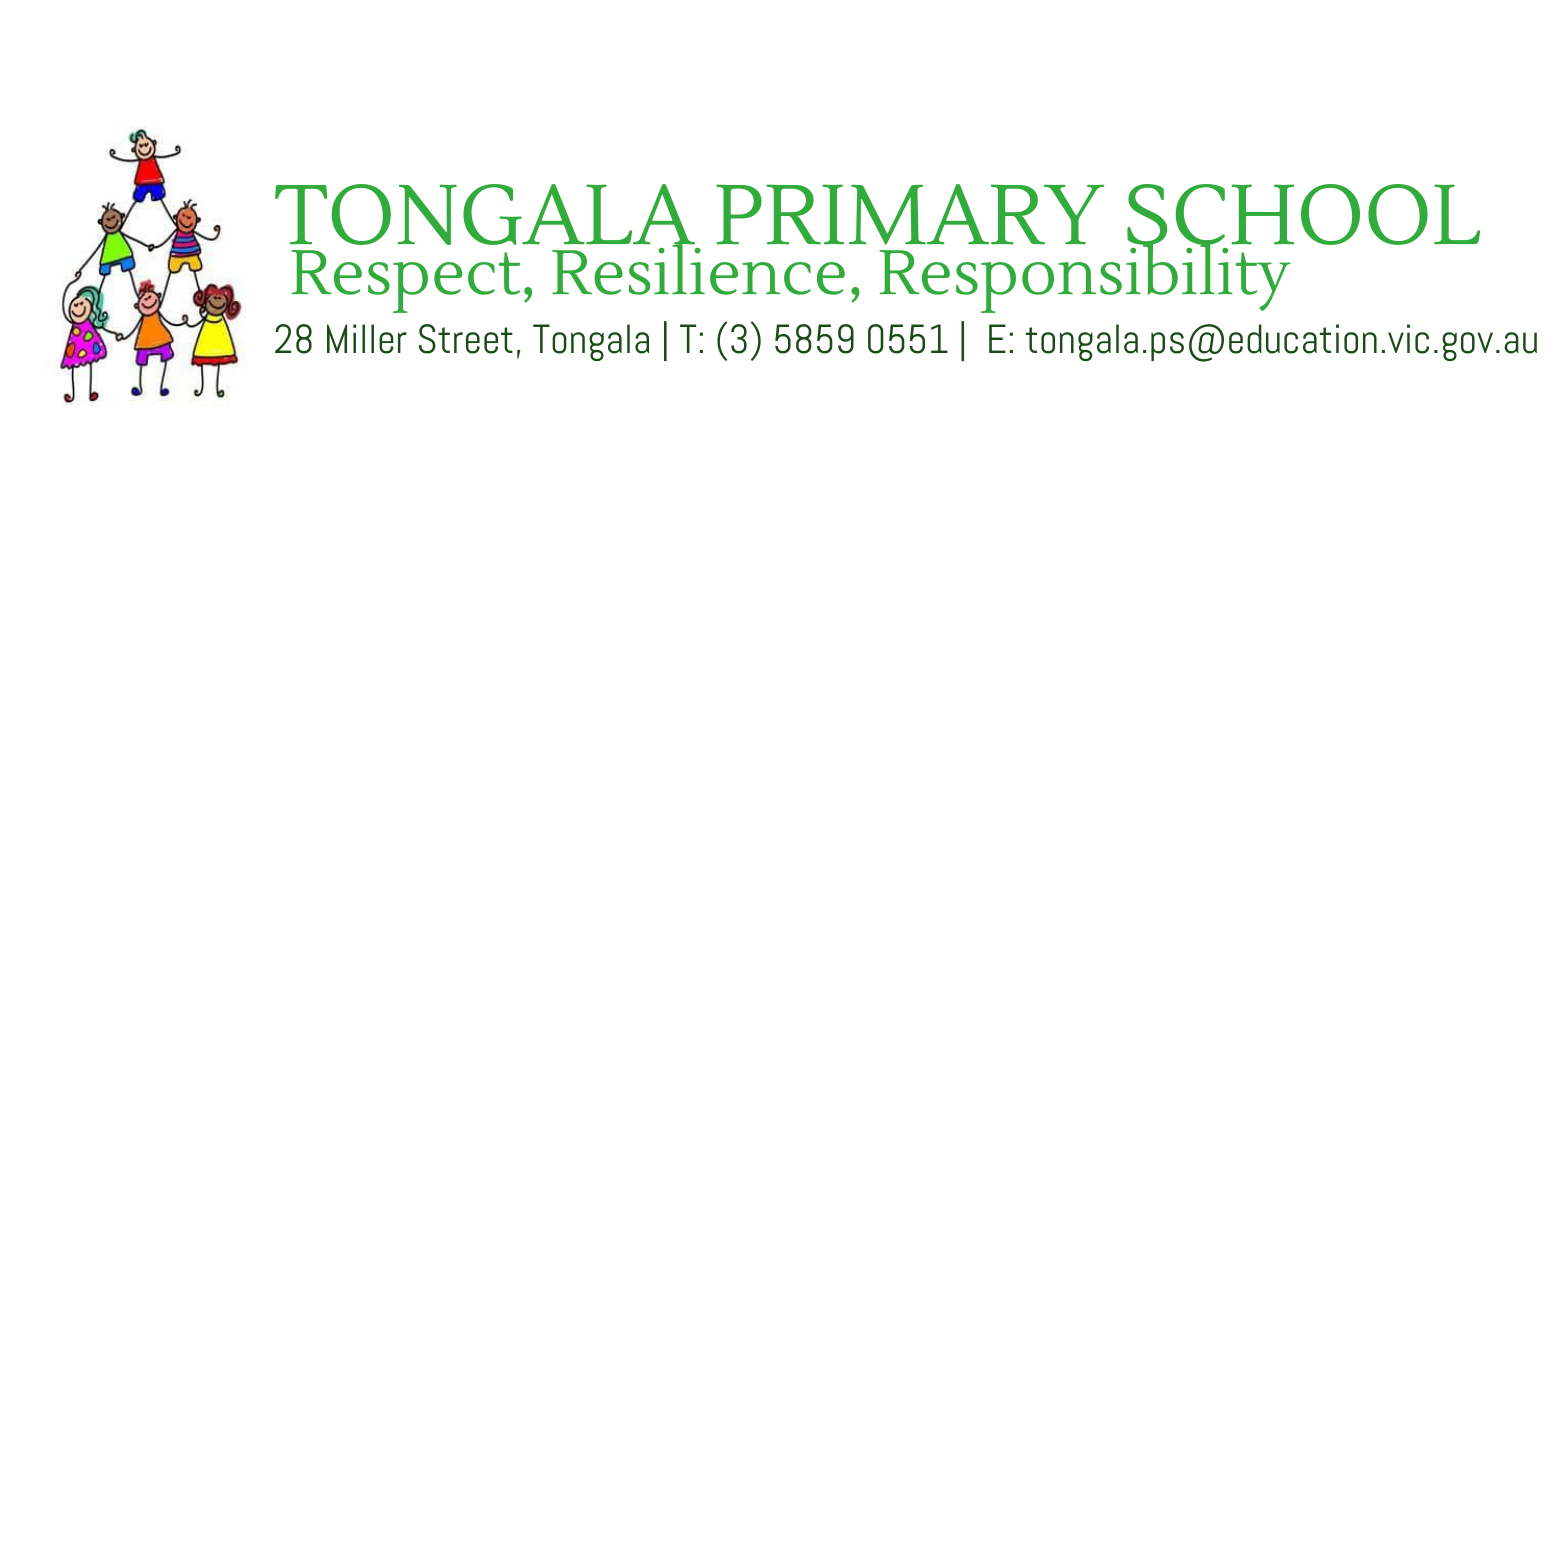 TONGALA PRIMARY SCHOOL
Respect, Resilience, Responsibility
28 Miller Street, Tongala | T: (3) 5859 0551 | E: tongala.ps@education.vic.gov.au